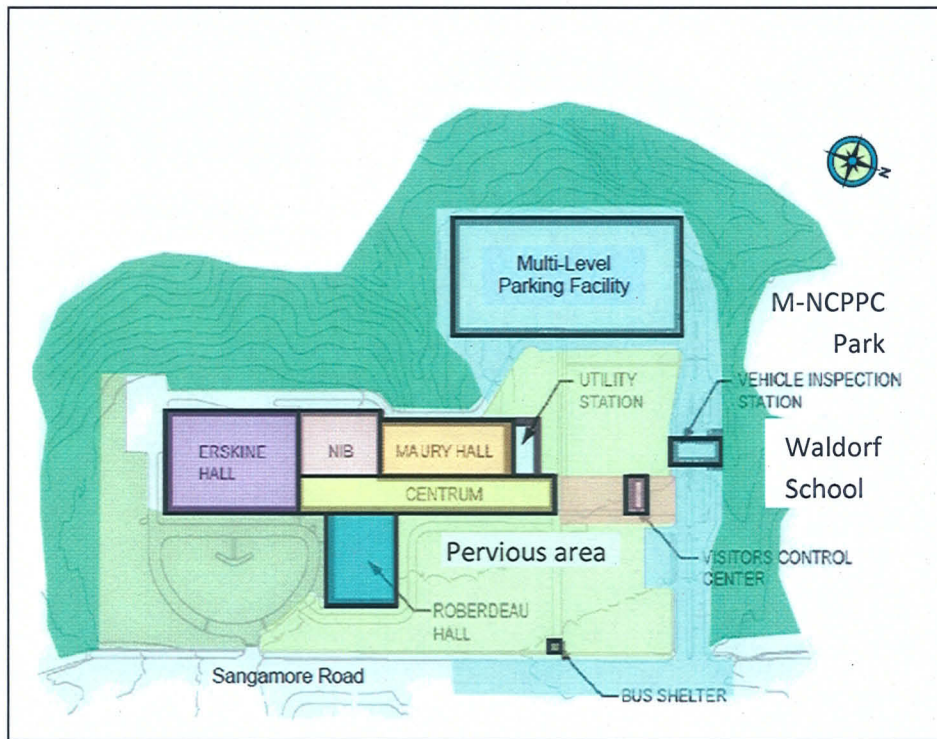 N
Multi-Level
Parking Facility
M-NCPPC
Park
UTILITY
STATION
VEHICLE INSPECTION
STATION
ERSKINE
HALL
NIB
MAURY HALL
Waldorf
School
CENTRUM
Pervious area
VISITORS CONTROL
CENTER
ROBERDEAU
HALL
Sangamore Road
BUS SHELTER